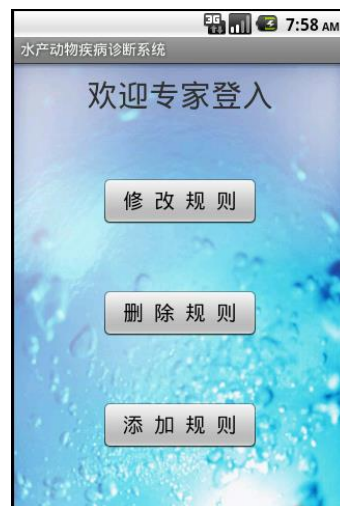 3G 7:58 AM
水产动物疾病诊断系统
欢迎专家登入
修 改 规 则
删 除 规 则
添 加 规 则